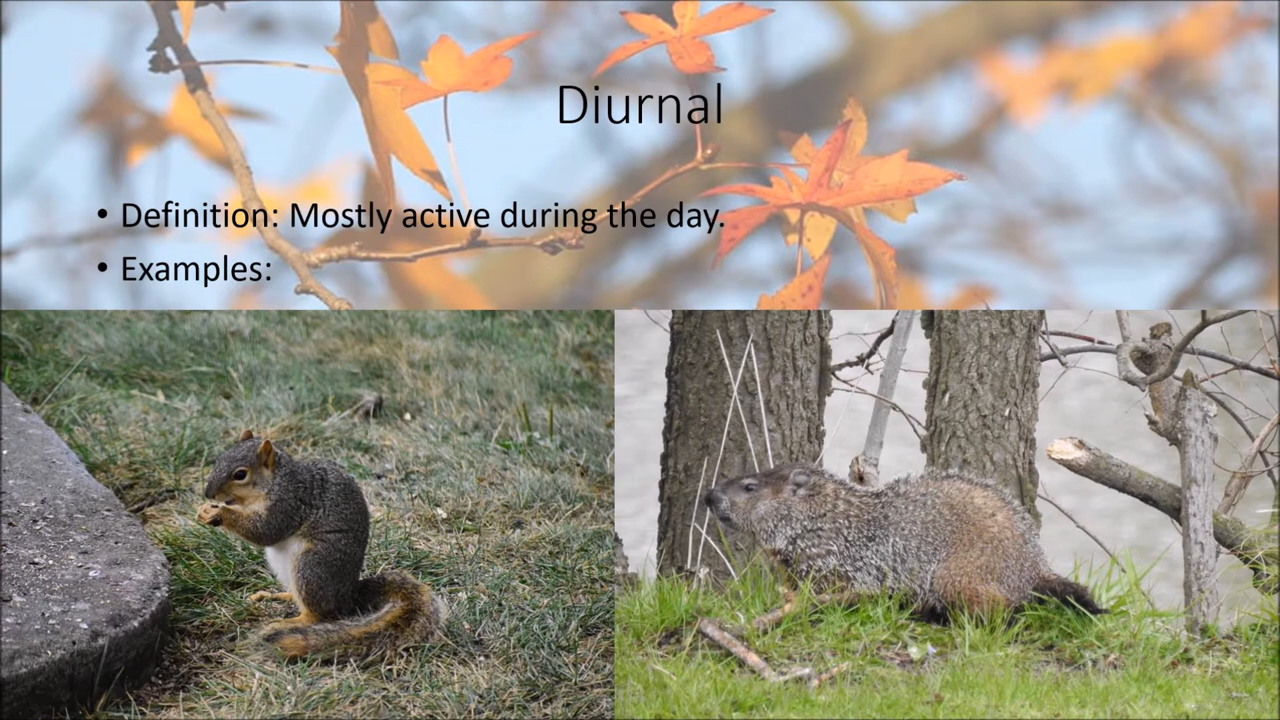 Diurnal
• Definition: Mostly active during the day.
• Examples: